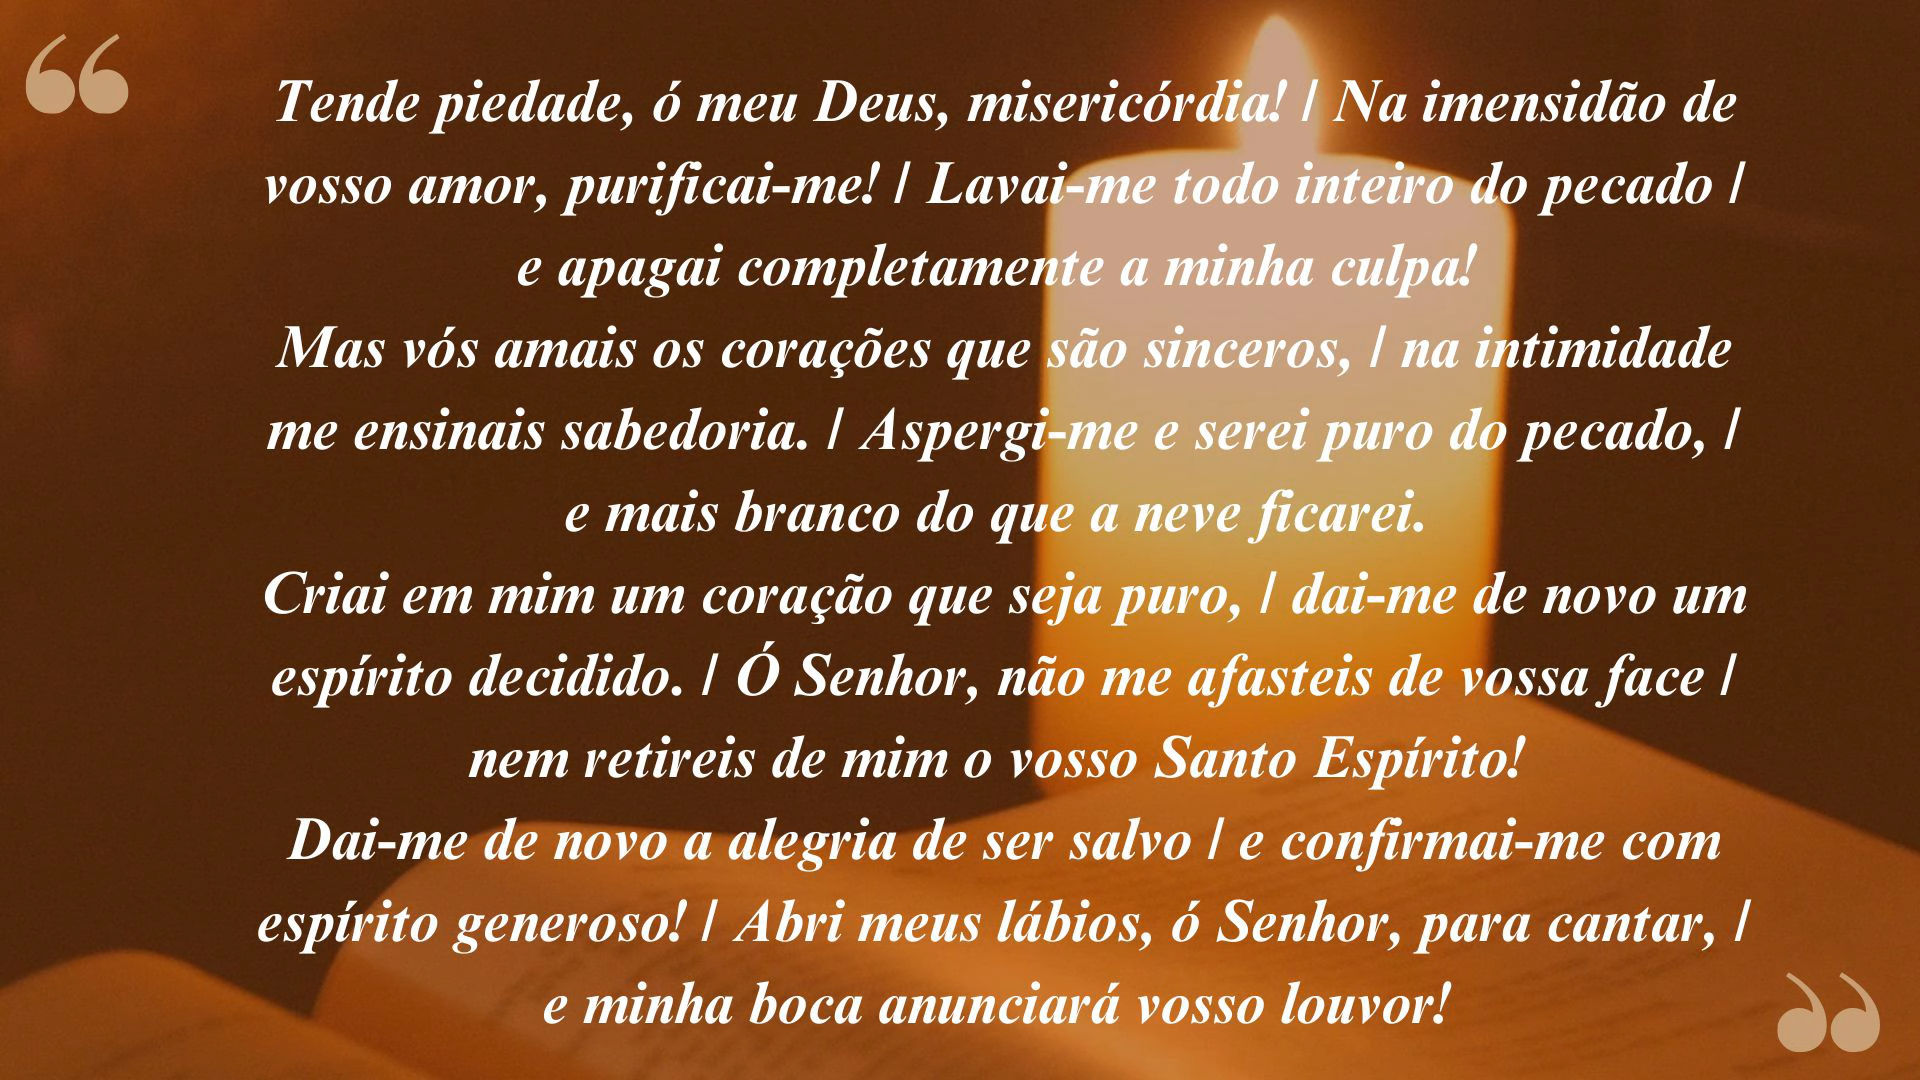 “
Tende piedade, ó meu Deus, misericórdia! | Na imensidão de
vosso amor, purificai-me! | Lavai-me todo inteiro do pecado |
e apagai completamente a minha culpa!
Mas vós amais os corações que são sinceros, | na intimidade
me ensinais sabedoria. | Aspergi-me e serei puro do pecado, |
e mais branco do que a neve ficarei.
Criai em mim um coração que seja puro, | dai-me de novo um
espírito decidido. | Ó Senhor, não me afasteis de vossa face |
nem retireis de mim o vosso Santo Espírito!
Dai-me de novo a alegria de ser salvo | e confirmai-me com
espírito generoso! | Abri meus lábios, ó Senhor, para cantar, |
e minha boca anunciará vosso louvor!
”